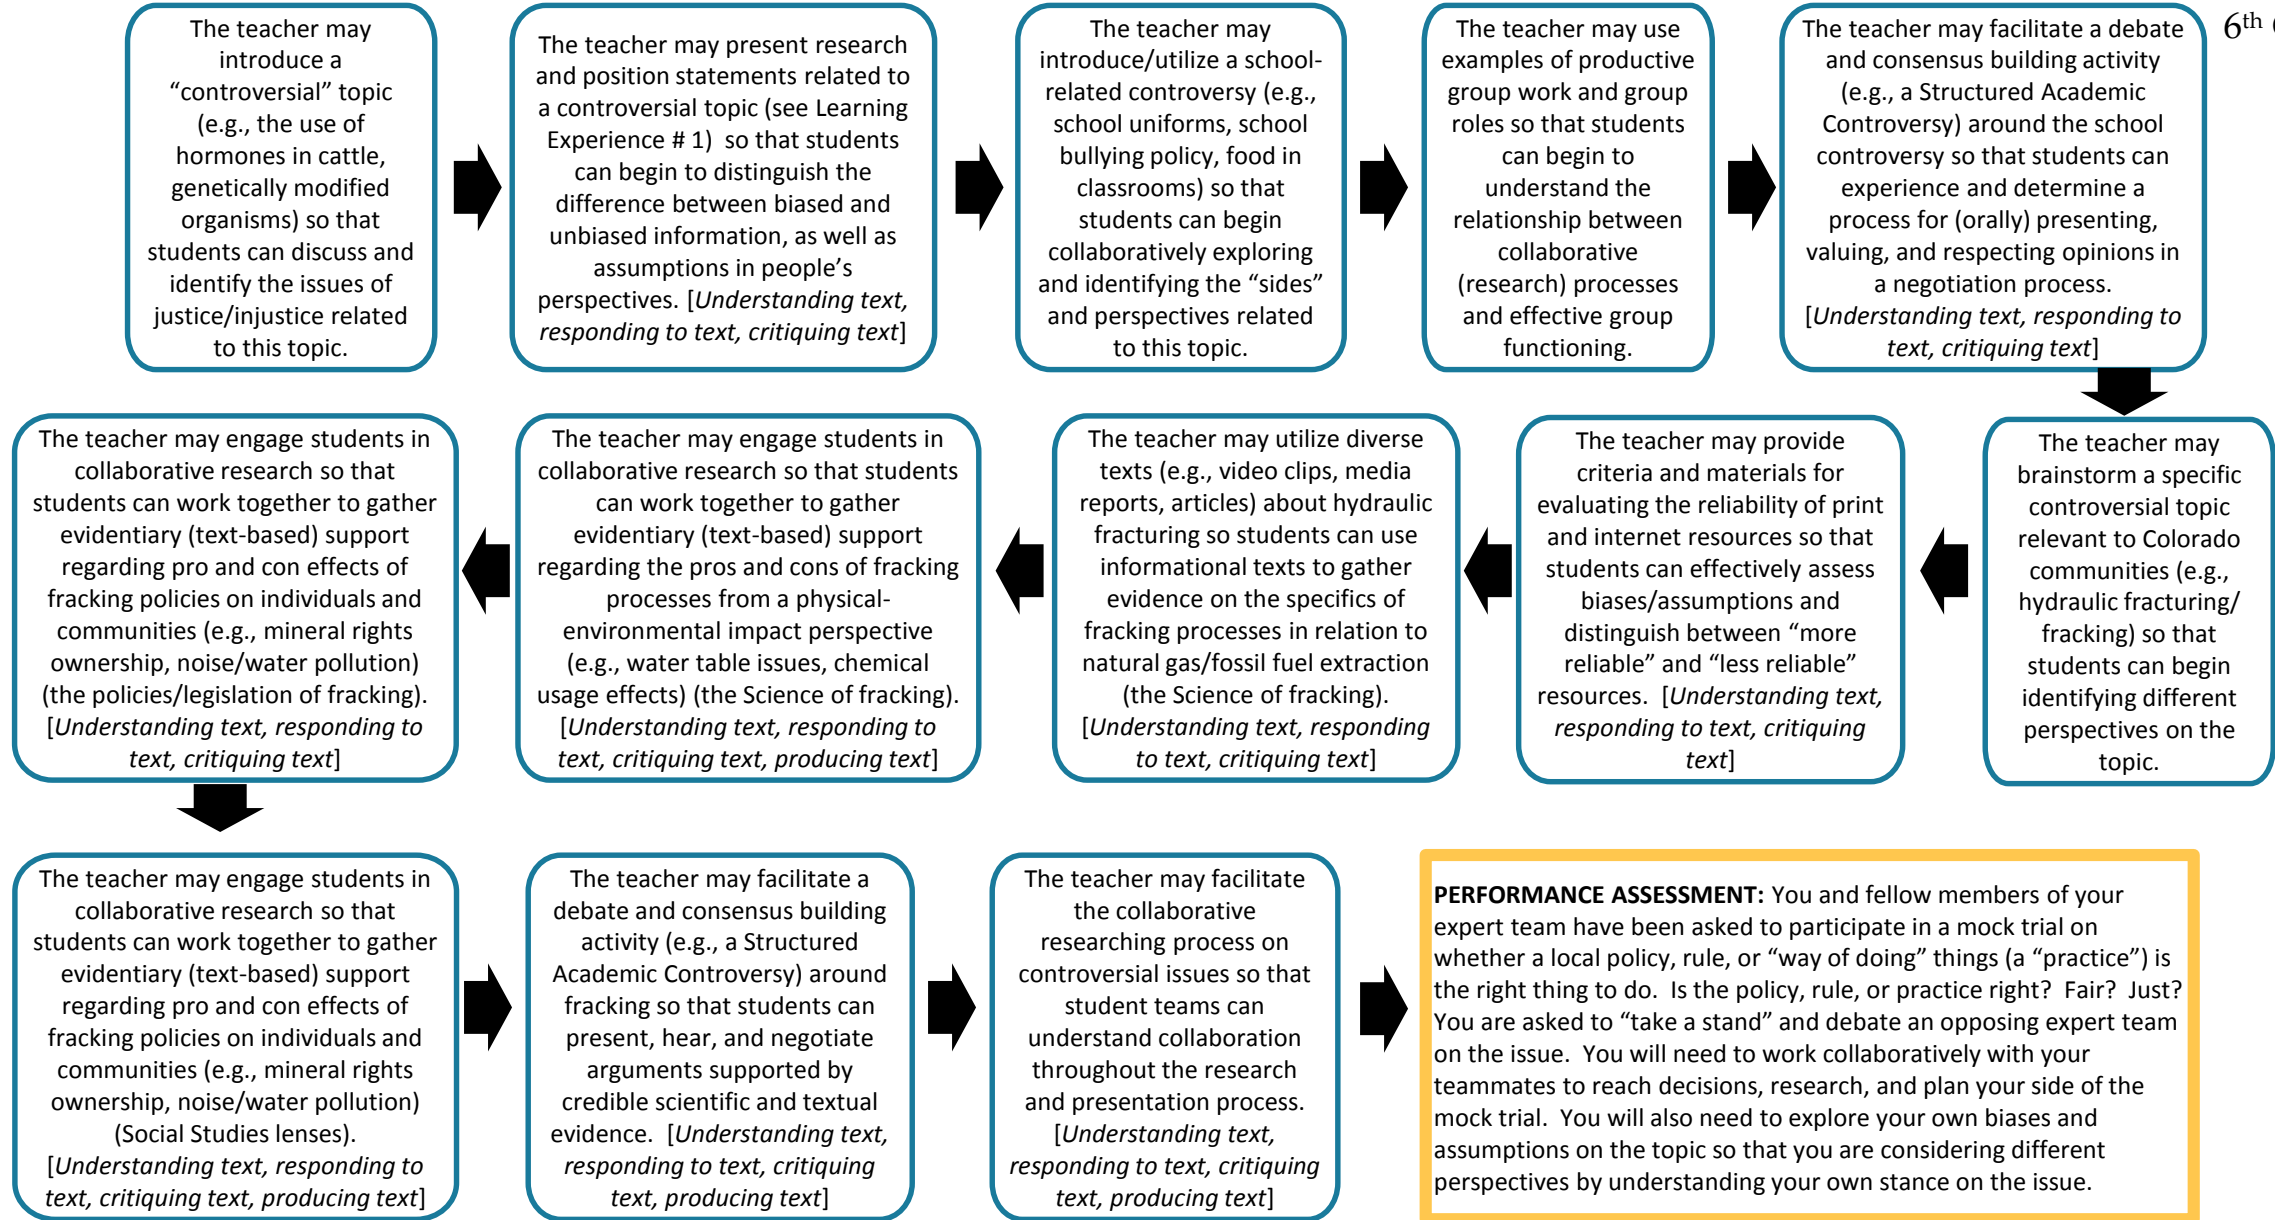 The teacher may
introduce a
“controversial” topic
(e.g., the use of
hormones in cattle,
genetically modified
organisms) so that
students can discuss and
identify the issues of
justice/injustice related
to this topic.
The teacher may present research
and position statements related to
a controversial topic (see Learning
Experience # 1)  so that students
can begin to distinguish the
difference between biased and
unbiased information, as well as
assumptions in people’s
perspectives. [Understanding text,
responding to text, critiquing text]
The teacher may
introduce/utilize a school-
related controversy (e.g.,
school uniforms, school
bullying policy, food in
classrooms) so that
students can begin
collaboratively exploring
and identifying the “sides”
and perspectives related
to this topic.
The teacher may use
examples of productive
group work and group
roles so that students
can begin to
understand the
relationship between
collaborative
(research) processes
and effective group
functioning.
The teacher may facilitate a debate
and consensus building activity
(e.g., a Structured Academic
Controversy) around the school
controversy so that students can
experience and determine a
process for (orally) presenting,
valuing, and respecting opinions in
a negotiation process.
[Understanding text, responding to
text, critiquing text]
6th
The teacher may
brainstorm a specific
controversial topic
relevant to Colorado
communities (e.g.,
hydraulic fracturing/
fracking) so that
students can begin
identifying different
perspectives on the
topic.
The teacher may provide
criteria and materials for
evaluating the reliability of print
and internet resources so that
students can effectively assess
biases/assumptions and
distinguish between “more
reliable” and “less reliable”
resources.  [Understanding text,
responding to text, critiquing
text]
The teacher may utilize diverse
texts (e.g., video clips, media
reports, articles) about hydraulic
fracturing so students can use
informational texts to gather
evidence on the specifics of
fracking processes in relation to
natural gas/fossil fuel extraction
(the Science of fracking).
[Understanding text, responding
to text, critiquing text]
The teacher may engage students in
collaborative research so that students
can work together to gather
evidentiary (text-based) support
regarding the pros and cons of fracking
processes from a physical-
environmental impact perspective
(e.g., water table issues, chemical
usage effects) (the Science of fracking).
[Understanding text, responding to
text, critiquing text, producing text]
The teacher may engage students in
collaborative research so that
students can work together to gather
evidentiary (text-based) support
regarding pro and con effects of
fracking policies on individuals and
communities (e.g., mineral rights
ownership, noise/water pollution)
(the policies/legislation of fracking).
[Understanding text, responding to
text, critiquing text]
The teacher may engage students in
collaborative research so that
students can work together to gather
evidentiary (text-based) support
regarding pro and con effects of
fracking policies on individuals and
communities (e.g., mineral rights
ownership, noise/water pollution)
(Social Studies lenses).
[Understanding text, responding to
text, critiquing text, producing text]
The teacher may facilitate a
debate and consensus building
activity (e.g., a Structured
Academic Controversy) around
fracking so that students can
present, hear, and negotiate
arguments supported by
credible scientific and textual
evidence.  [Understanding text,
responding to text, critiquing
text, producing text]
The teacher may facilitate
the collaborative
researching process on
controversial issues so that
student teams can
understand collaboration
throughout the research
and presentation process.
[Understanding text,
responding to text, critiquing
text, producing text]
PERFORMANCE ASSESSMENT: You and fellow members of your
expert team have been asked to participate in a mock trial on
whether a local policy, rule, or “way of doing” things (a “practice”) is
the right thing to do.  Is the policy, rule, or practice right?  Fair?  Just?
You are asked to “take a stand” and debate an opposing expert team
on the issue.  You will need to work collaboratively with your
teammates to reach decisions, research, and plan your side of the
mock trial.  You will also need to explore your own biases and
assumptions on the topic so that you are considering different
perspectives by understanding your own stance on the issue.